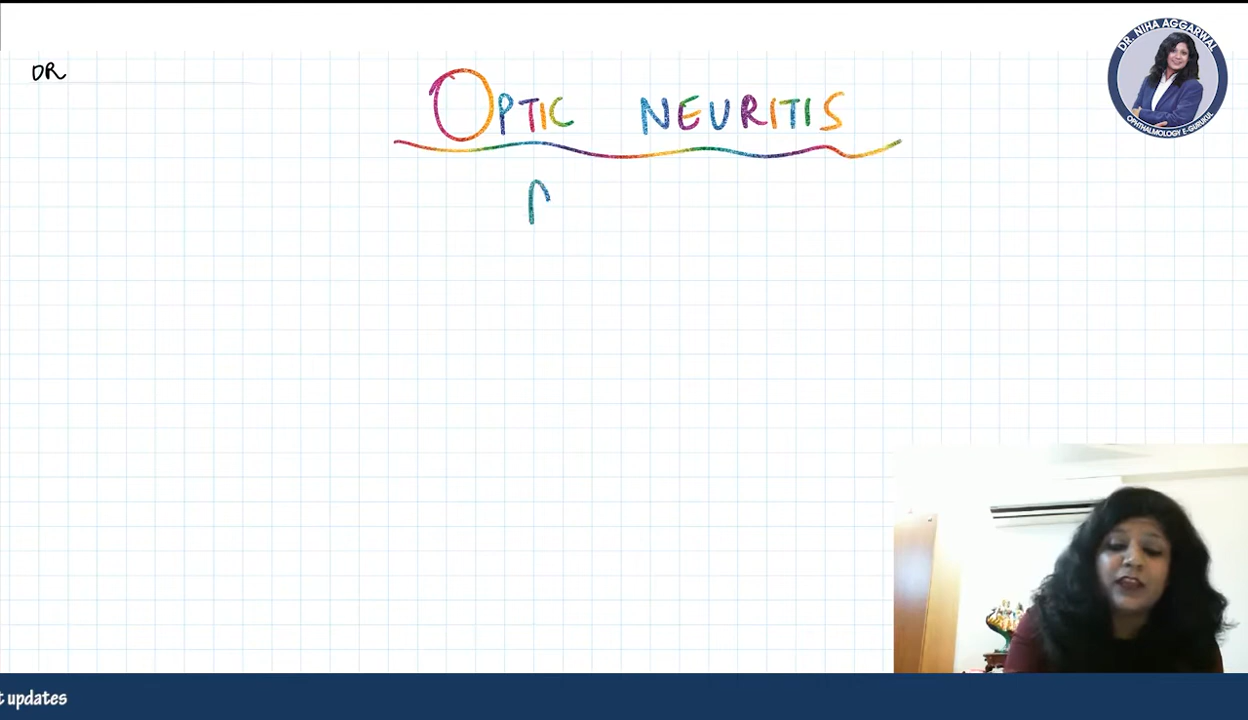 DR. NIHA AGGARWAL
OPHTHALMOLOGY E-GURUKUL
DR
OPTIC NEURITIS
t updates